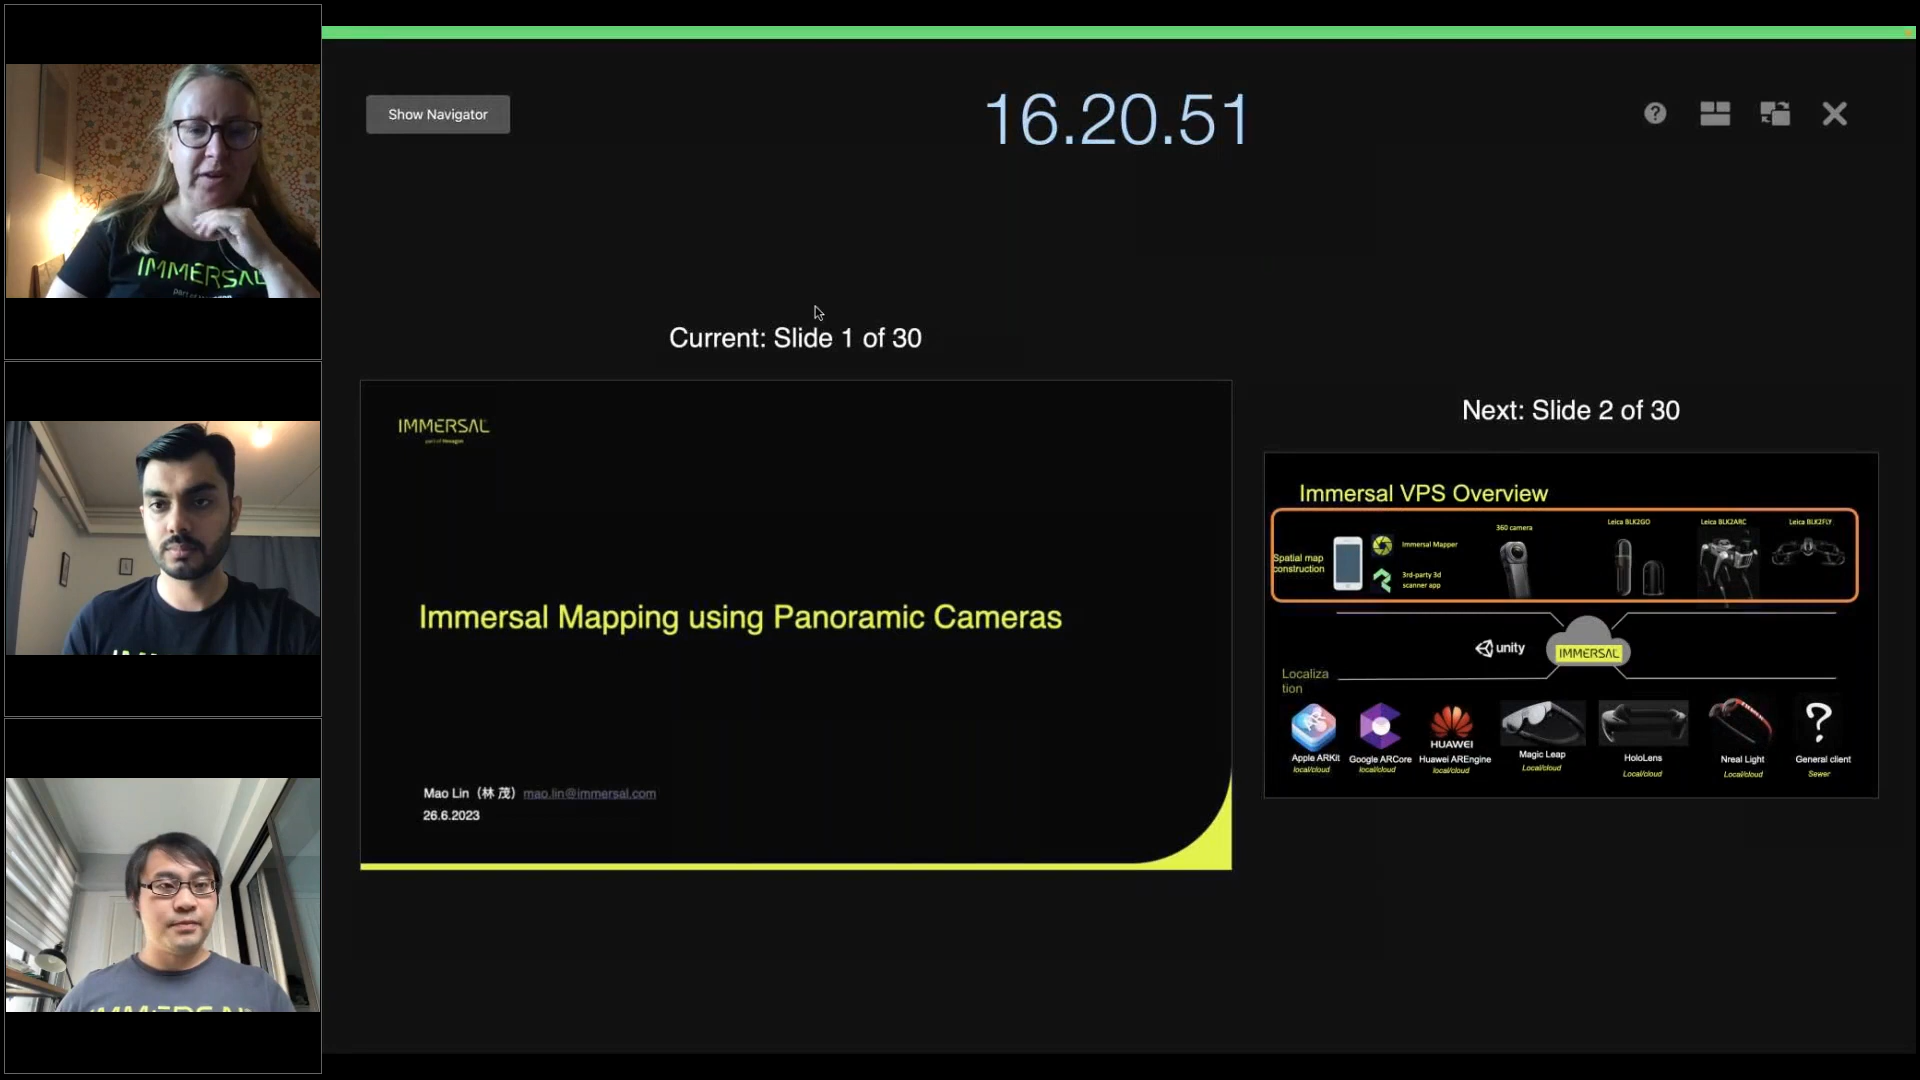 IMMERSAL
Show Navigator
16.20.51
Current: Slide 1 of 30
IMMERSAL
part of Hexagon
Immersal Mapping using Panoramic Cameras
Mao Lin（林 茂）mao.lin@immersal.com
26.6.2023
Next: Slide 2 of 30
Immersal VPS Overview
Spatial map
construction
Immersal Mapper
3rd-party 3d
scanner app
360 camera
Leica BLK2GO
Leica BLK2ARC
Leica BLK2FLY
unity
IMMERSAL
Localiza
tion
Apple ARKit
local/cloud
Google ARCore
local/cloud
HUAWEI
Huawei AREngine
local/cloud
Magic Leap
Local/cloud
HoloLens
Local/cloud
Nreal Light
Local/cloud
?
General client
Sewer